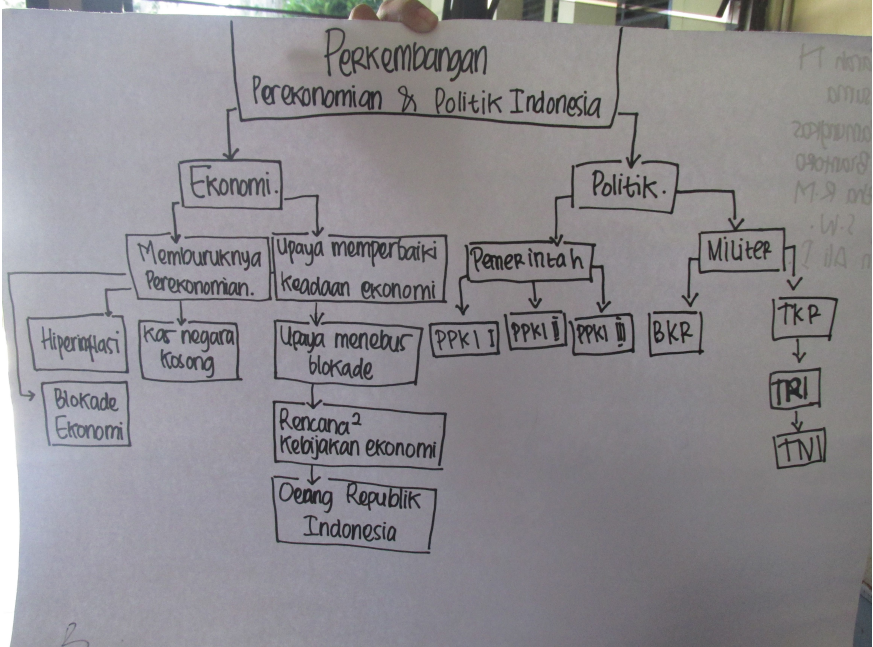 Perkembangan
Perekonomian & Politik Indonesia
Ekonomi.
Politik.
Memburuknya
Perekonomian.
Upaya memperbaiki
Keadaan ekonomi
Pemerintah
Militer
Hiperinflasi
Kas negara
Kosong
Blokade
Ekonomi
Upaya menebus
blokade
Rencana²
Kebijakan ekonomi
Oeang Republik
Indonesia
PPKI I
PPKI II
PPKI III
BKR
TKR
TRI
TNI